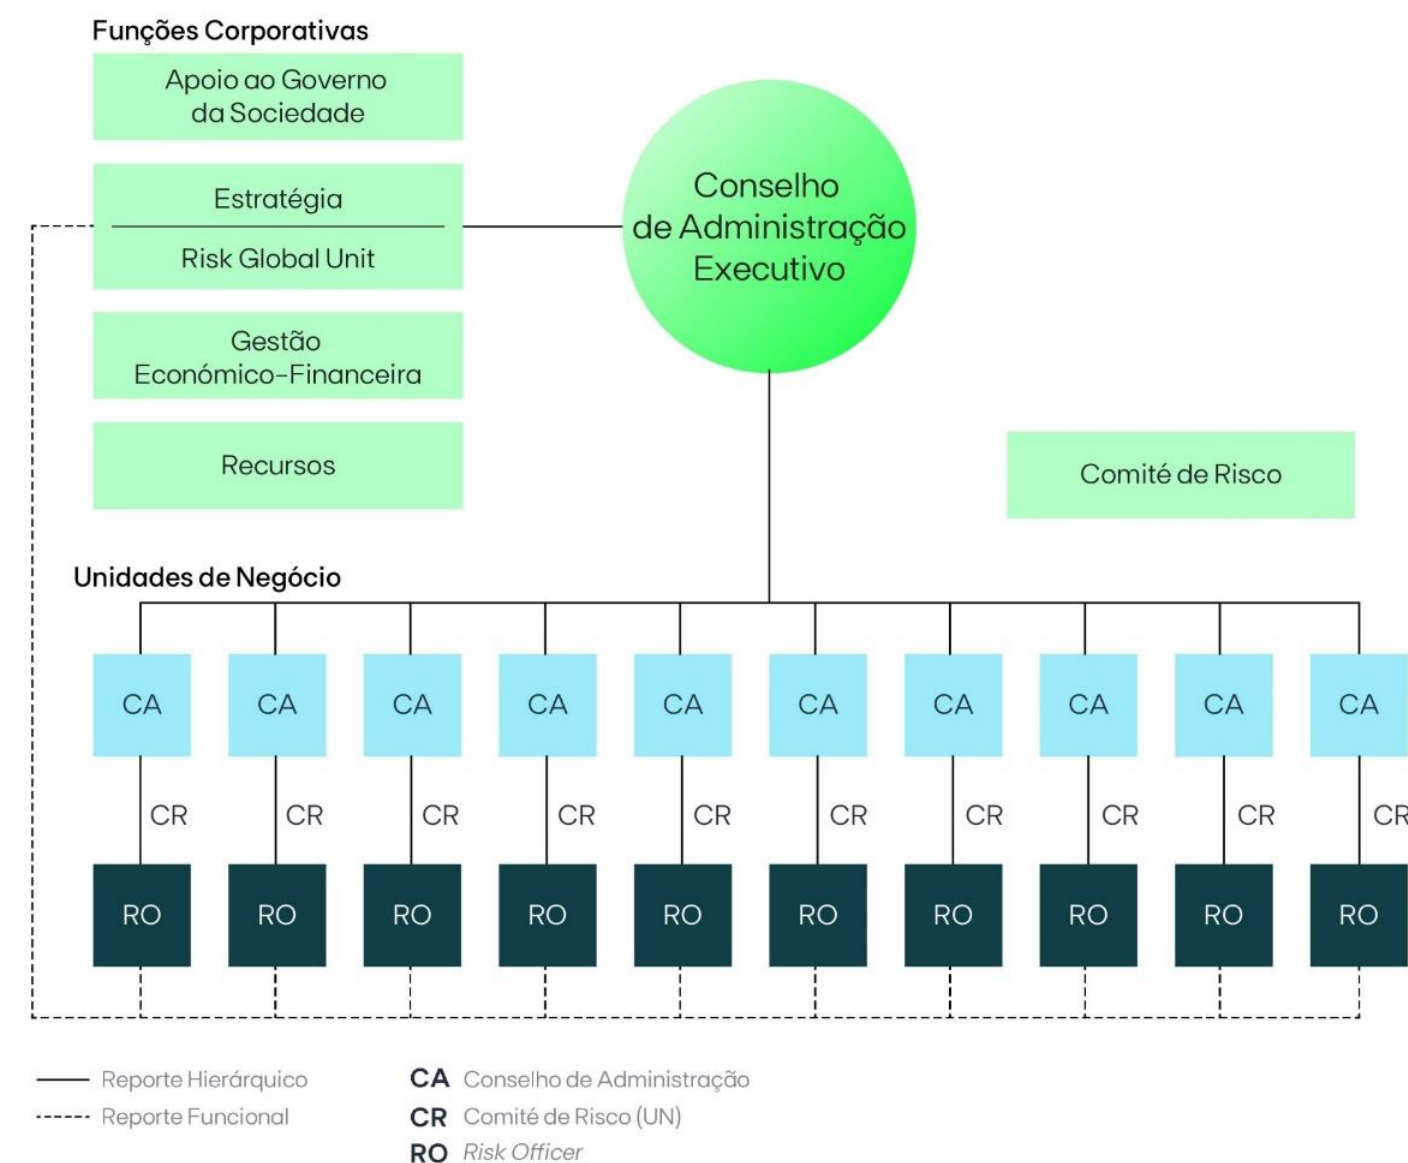 Funções Corporativas
Apoio ao Governo
da Sociedade
Estratégia
Risk Global Unit
Gestão
Económico-Financeira
Recursos
Conselho
de Administração
Executivo
Comité de Risco
Unidades de Negócio
CA CA CA CA CA CA CA CA CA CA
CR CR CR CR CR CR CR CR CR CR
RO RO RO RO RO RO RO RO RO RO
Reporte Hierárquico
Reporte Funcional
CA Conselho de Administração
CR Comité de Risco (UN)
RO Risk Officer